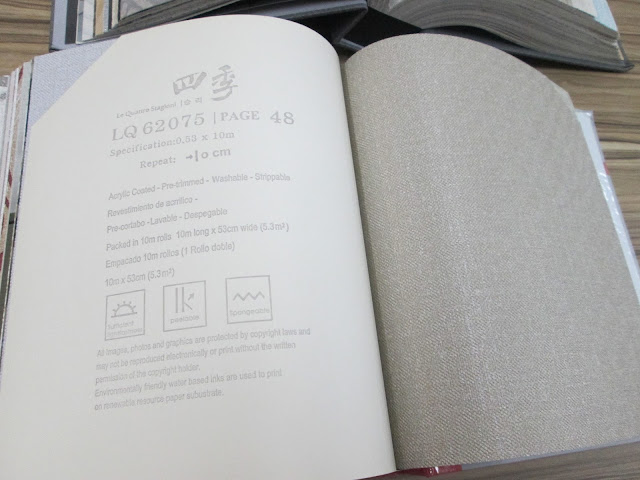 四季
Le Quattro Stagioni |
LQ 62075 | PAGE 48
Specification:0.53 x 10m
Repeat: →|0 cm
Acrylic Coated - Pre-trimmed - Washable - Strippable
Revestimiento de acrilico -
Pre-cortabo -Lavable - Despegable
Packed in 10m rolls 10m long x 53cm wide (5.3m²)
Empacado 10m rollos (1 Rollo doble)
10m x 53cm (5.3m²)
peelable
Spongeable
All images, photos and graphics are protected by copyright laws and
may not be reproduced electronically or print without the written
permission of the copyright holder.
Environmentally friendly water based inks are used to print
on renewable resource paper substrate.